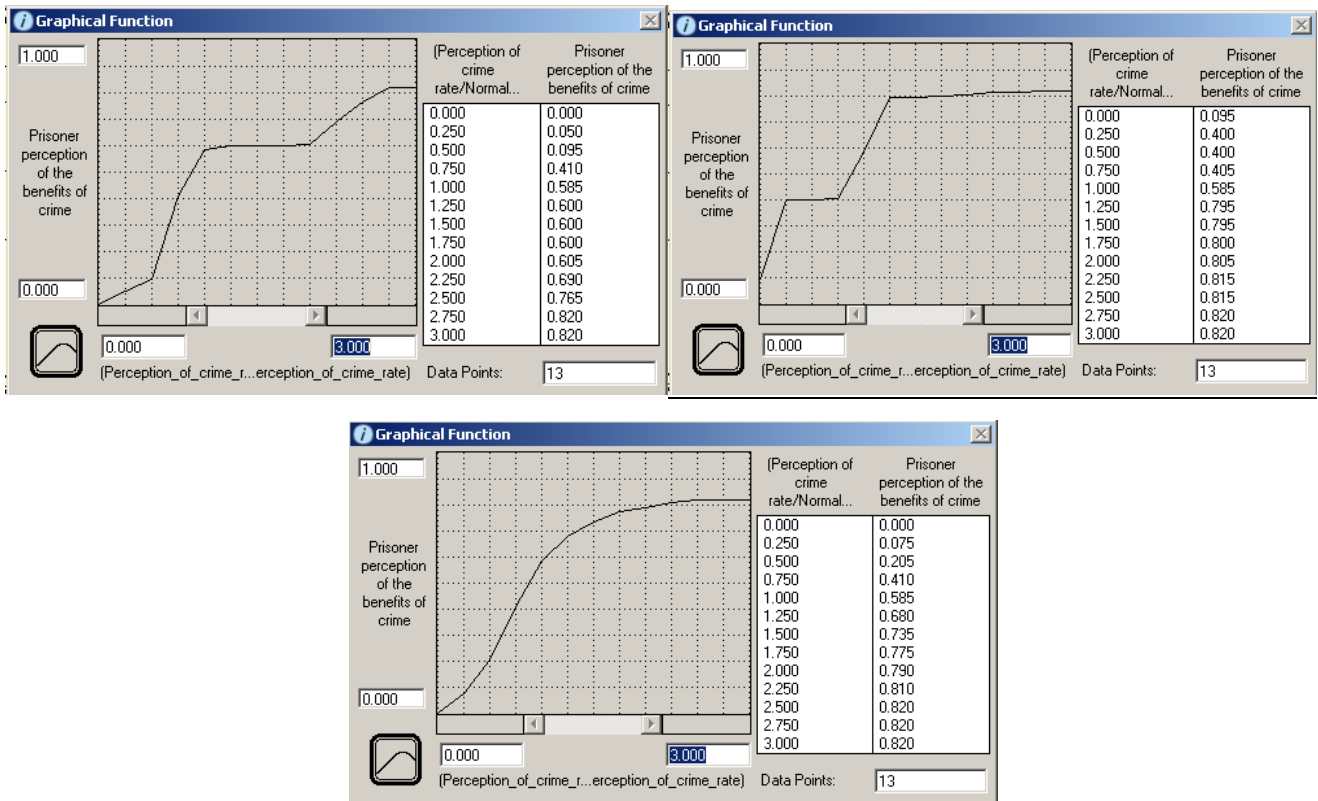 Graphical Function
1.000
Prisoner
perception
of the
benefits of
crime
0.000
0.000
3.000
(Perception_of_crime_r...erception_of_crime_rate)
(Perception of
crime
rate/Normal...
Prisoner
perception of the
benefits of crime
0.000 0.000
0.250 0.050
0.500 0.095
0.750 0.410
1.000 0.585
1.250 0.600
1.500 0.600
1.750 0.600
2.000 0.605
2.250 0.690
2.500 0.765
2.750 0.820
3.000 0.820
Data Points: 13
Graphical Function
1.000
Prisoner
perception
of the
benefits of
crime
0.000
0.000
3.000
(Perception_of_crime_r...erception_of_crime_rate)
(Perception of
crime
rate/Normal...
Prisoner
perception of the
benefits of crime
0.000 0.095
0.250 0.400
0.500 0.400
0.750 0.405
1.000 0.585
1.250 0.795
1.500 0.795
1.750 0.800
2.000 0.805
2.250 0.815
2.500 0.815
2.750 0.820
3.000 0.820
Data Points: 13
Graphical Function
1.000
Prisoner
perception
of the
benefits of
crime
0.000
0.000
3.000
(Perception_of_crime_r...erception_of_crime_rate)
(Perception of
crime
rate/Normal...
Prisoner
perception of the
benefits of crime
0.000 0.000
0.250 0.075
0.500 0.205
0.750 0.410
1.000 0.585
1.250 0.680
1.500 0.735
1.750 0.775
2.000 0.790
2.250 0.810
2.500 0.820
2.750 0.820
3.000 0.820
Data Points: 13